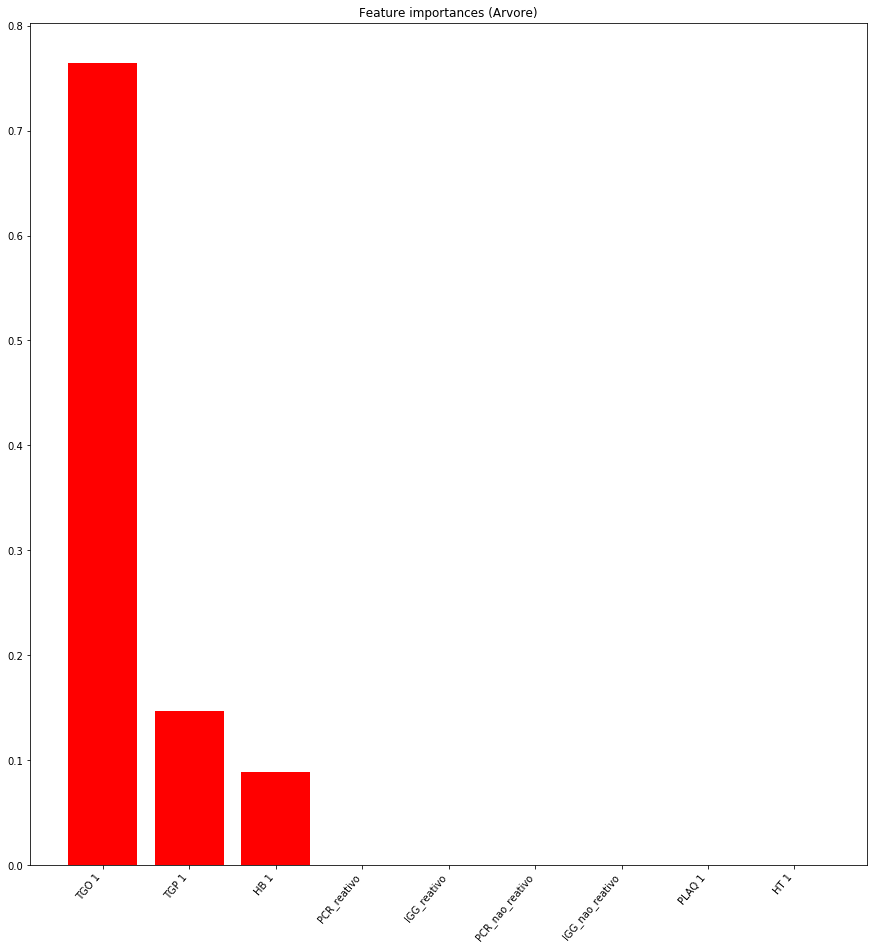 Feature importances (Arvore)
0.8
0.7
0.6
0.5
0.4
0.3
0.2
0.1
0.0
TGO 1
TGP 1
HB 1
PCR_reativo
IGG_reativo
PCR_nao_reativo
IGG_nao_reativo
PLAQ 1
HT 1